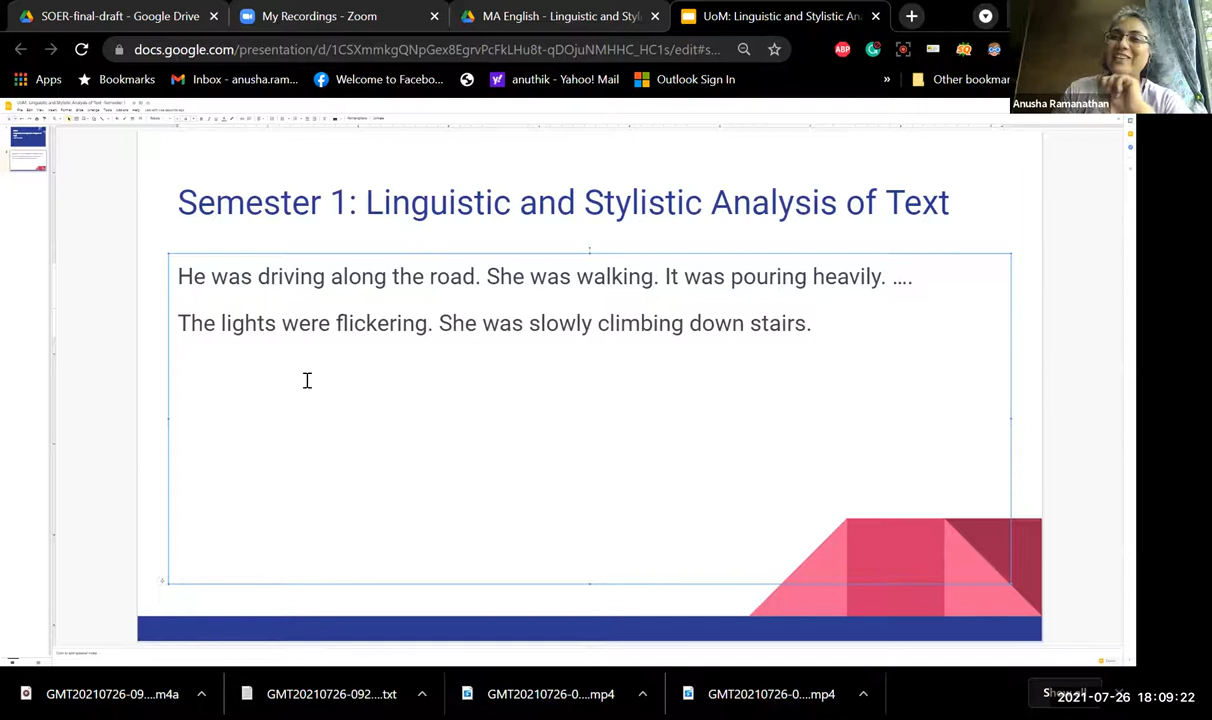 SOER-final-draft - Google Drive
My Recordings - Zoom
MA English - Linguistic and Styl
UoM: Linguistic and Stylistic An
docs.google.com/presentation/d/1CSXmmkgQNpGex8EgrvPcFkLHu8t-qDOjuNMHHC_HC1s/edit#s...
ABP
Apps
Bookmarks
Inbox - anusha.ram...
Welcome to Facebo...
anuthik - Yahoo! Mail
Outlook Sign In
»
Other bookmar
Anusha Ramanathan
Semester 1: Linguistic and Stylistic Analysis of Text
He was driving along the road. She was walking. It was pouring heavily. ....
The lights were flickering. She was slowly climbing down stairs.
GMT20210726-09....m4a
GMT20210726-092....txt
GMT20210726-0....mp4
GMT20210726-0....mp4
2021-07-26 18:09:22